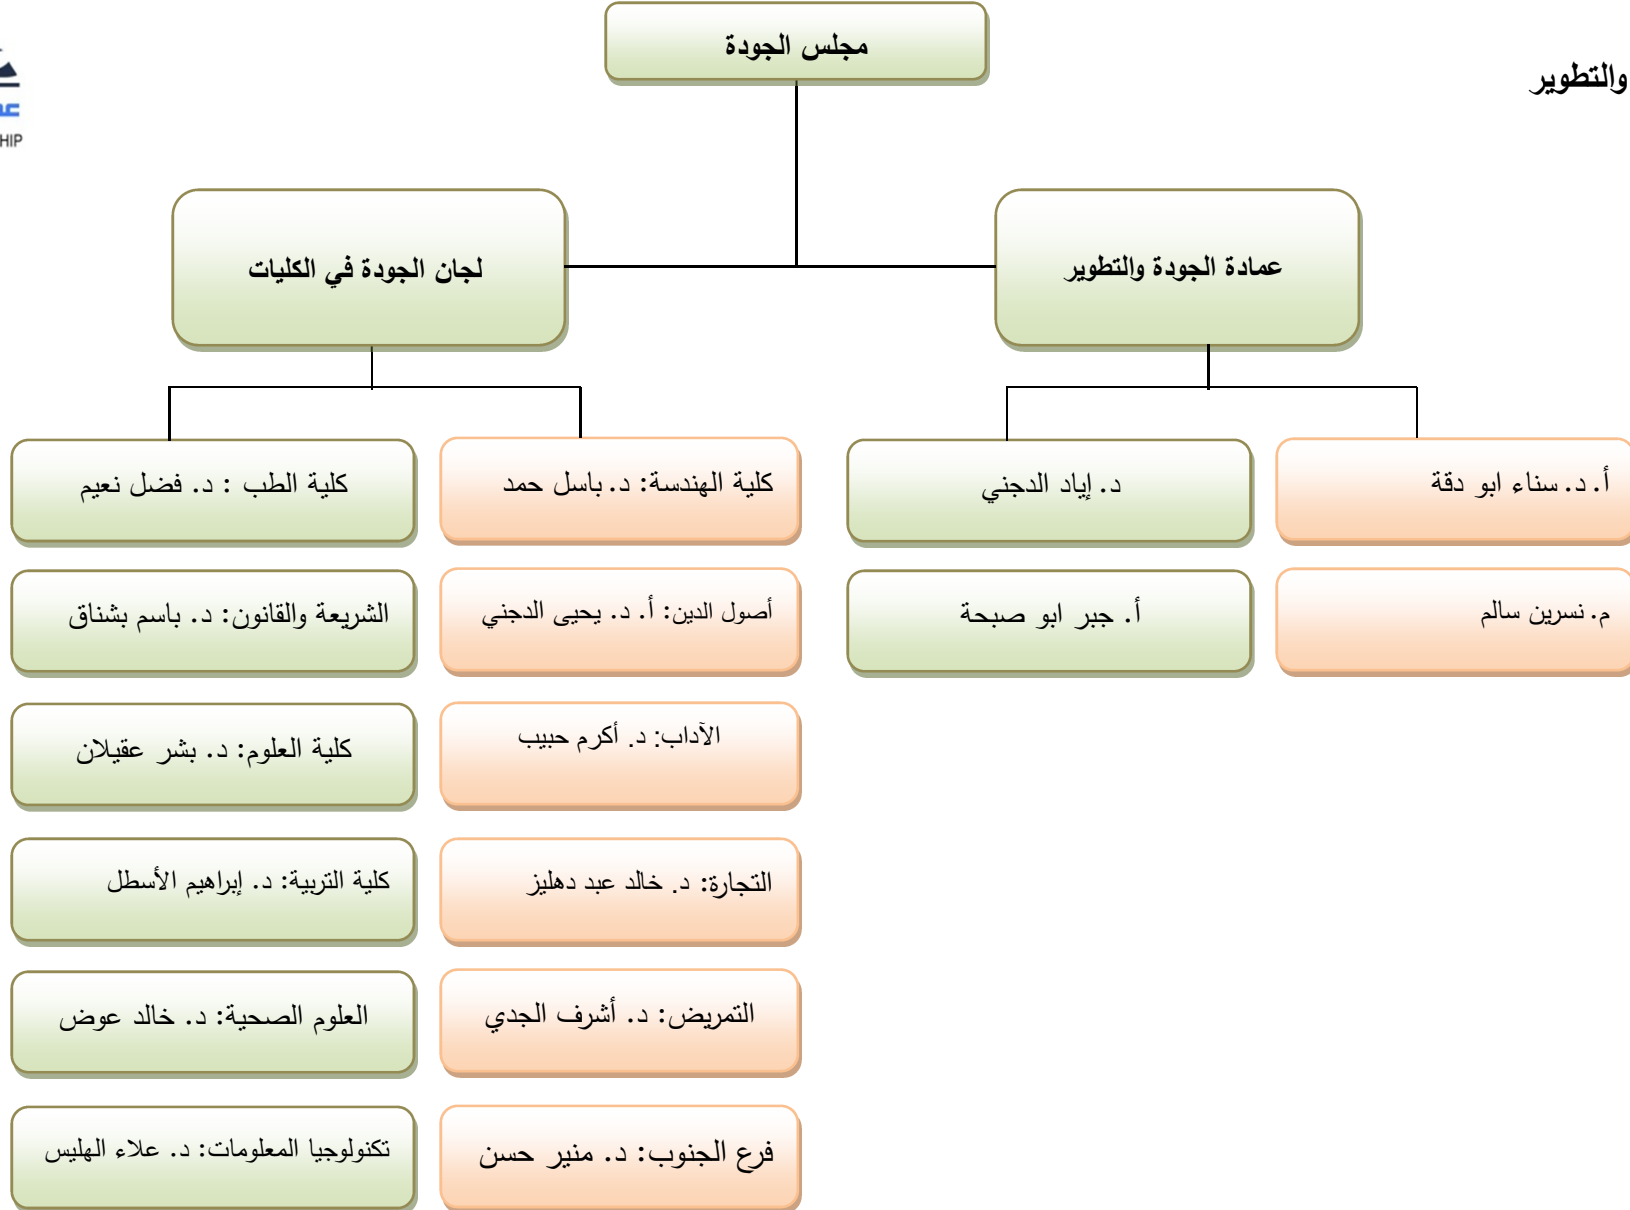 والتطوير
HIP
مجلس الجودة
عمادة الجودة والتطوير
لجان الجودة في الكليات
أ. د. سناء ابو دقة
د. إياد الدجني
كلية الهندسة: د. باسل حمد
كلية الطب : د. فضل نعيم
م. نسرين سالم
أ. جبر ابو صبحة
أصول الدين: أ. د. يحيى الدجني
الشريعة والقانون: د. باسم بشناق
الآداب: د. أكرم حبيب
كلية العلوم: د. بشر عقيلان
التجارة: د. خالد عبد دهليز
كلية التربية: د. إبراهيم الأسطل
التمريض: د. أشرف الجدي
العلوم الصحية: د. خالد عوض
فرع الجنوب: د. منير حسن
تكنولوجيا المعلومات: د. علاء الهليس